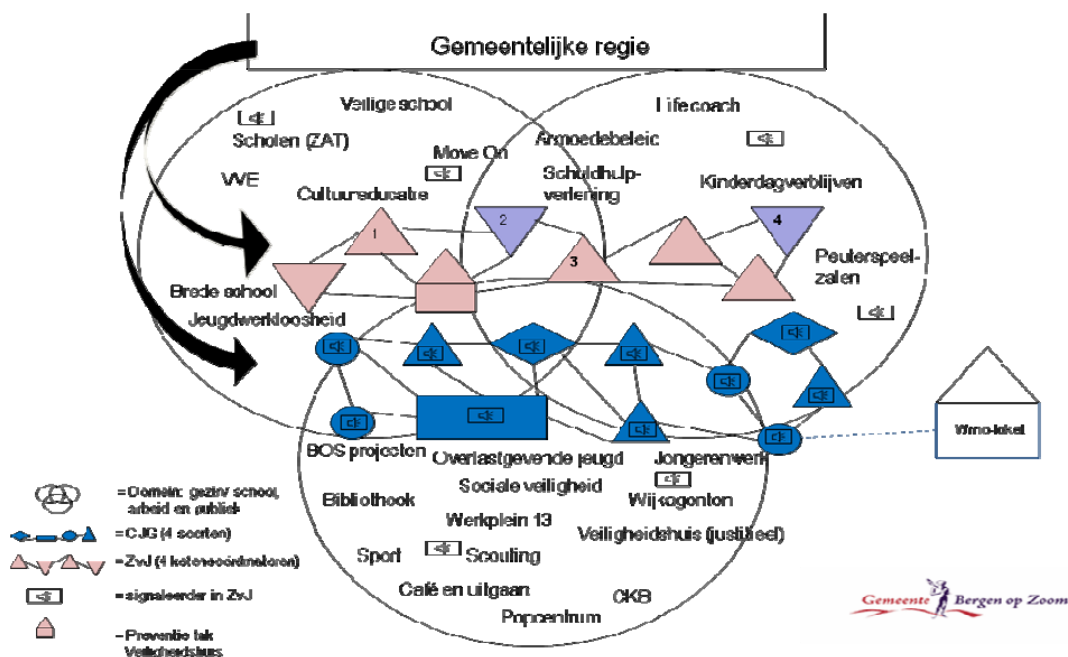 Gemeentelijke regie
Veilige school
Lifecoach
Scholen (ZAT)
Armoedebeleic
Move On
VVE
Schuldhulp-
verlening
Kinderdagverblijven
Cultuureducatie
1
2
3
4
Peuterspeel-
zalen
Brede school
Jeugdwerkloosheid
Wmo-loket
BOS projecten
Overlastgevende jeugd
Jongerenwerk
Sociale veiligheid
Bibliotheek
Wijkagenten
Werkplein 13
Veiligheidshuis (justitieel)
Sport
Scouting
Café en uitgaan
CKB
Popcentrum
= Domein: gezin/ school,
arbeid en publiek
= CJG (4 soorten)
= ZvJ (4 ketencoordinatoren)
= signaleerder in ZvJ
= Preventie tak
Veiligheidshuis
Gemeente Bergen op Zoom